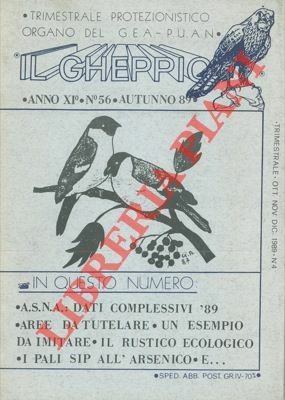 •TRIMESTRALE PROTEZIONISTICO
ORGANO DEL G.E.A.-P.U.A.N.•
IL GHEPPIO
•ANNO XI°•N°56•AUTUNNO 89•
•TRIMESTRALE•OTT. NOV. DIC. 1989•N°4
LIBRERIA PIANI
G.R.
87
IN QUESTO NUMERO:
•A.S.N.A.: DATI COMPLESSIVI '89
•AREE DA TUTELARE•UN ESEMPIO
DA IMITARE•IL RUSTICO ECOLOGICO
•I PALI SIP ALL'ARSENICO•E...
•SPED. ABB. POST. GR.IV-70%